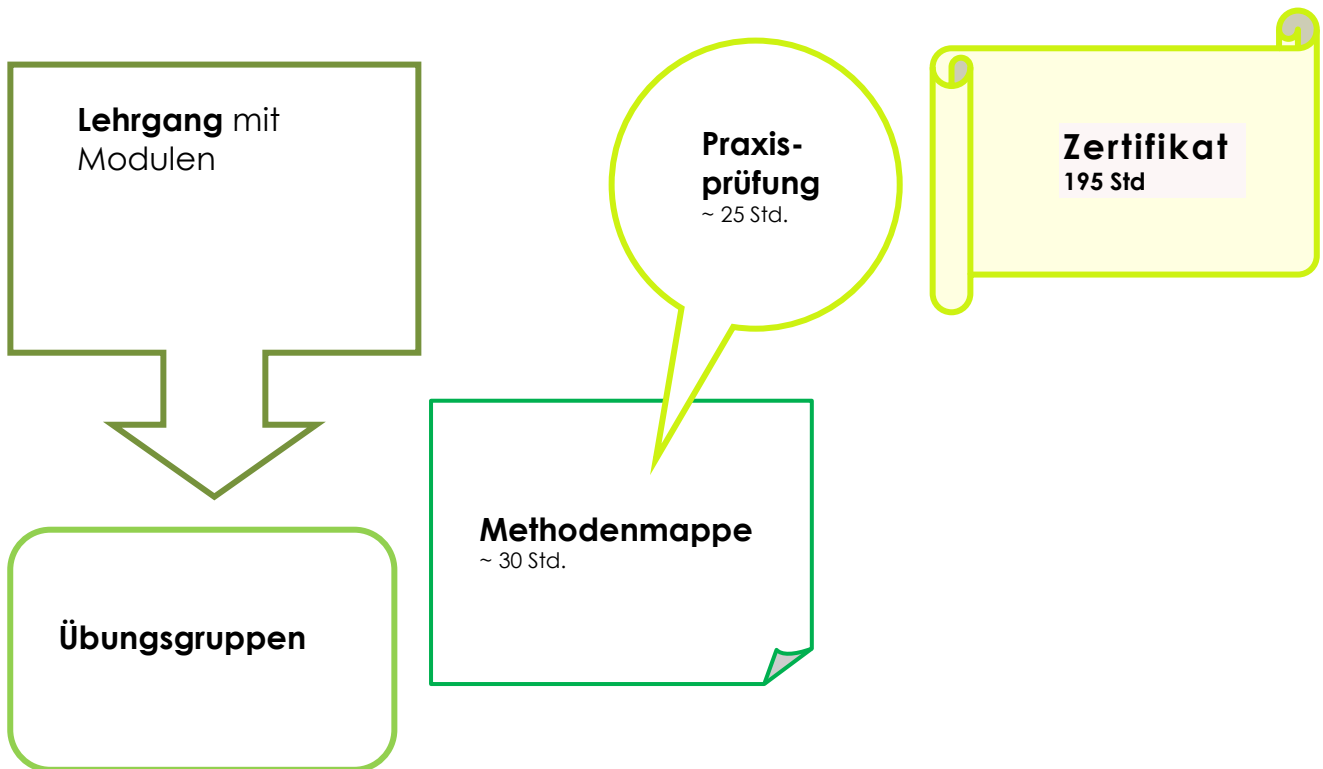 Lehrgang mit
Modulen
Übungsgruppen
Methodenmappe
~ 30 Std.
Praxis-
prüfung
~ 25 Std.
Zertifikat
195 Std